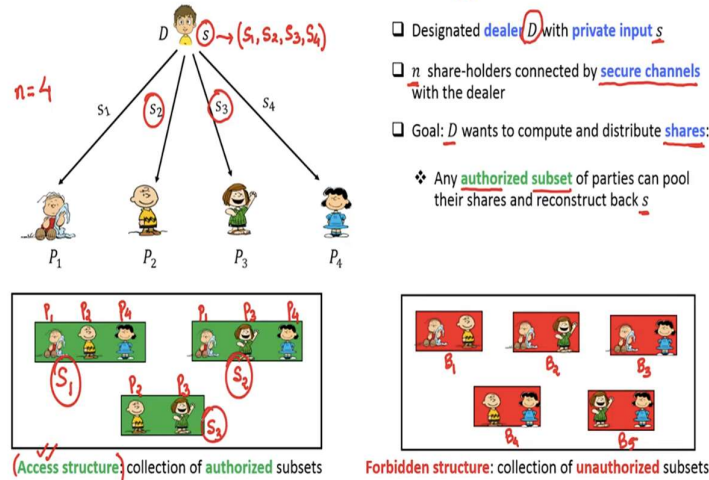 D s → (S1, S2, S3, S4)
n=4
s1 s2 s3 s4
P1 P2 P3 P4
Designated dealer D with private input s
n share-holders connected by secure channels
with the dealer
Goal: D wants to compute and distribute shares:
Any authorized subset of parties can pool
their shares and reconstruct back s
P1 P2 P4 P1 P3 P4
S1 S2
P2 P3
S3
(Access structure): collection of authorized subsets
B1 B2 B3
B4 B5
Forbidden structure: collection of unauthorized subsets